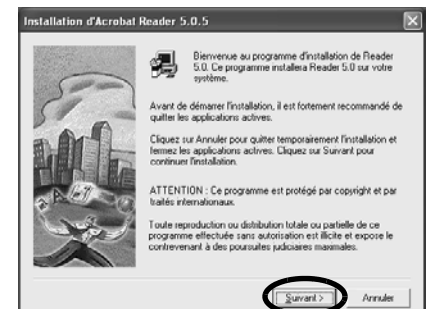 Installation d'Acrobat Reader 5.0.5
Bienvenue au programme d'installation de Reader
5.0. Ce programme installera Reader 5.0 sur votre
système.
Avant de démarrer l'installation, il est fortement recommandé de
quitter les applications actives.
Cliquez sur Annuler pour quitter temporairement l'installation et
fermez les applications actives. Cliquez sur Suivant pour
continuer l'installation.
ATTENTION : Ce programme est protégé par copyright et par
traités internationaux.
Toute reproduction ou distribution totale ou partielle de ce
programme effectuée sans autorisation est illicite et expose le
contrevenant à des poursuites judiciaires maximales.
Suivant >
Annuler